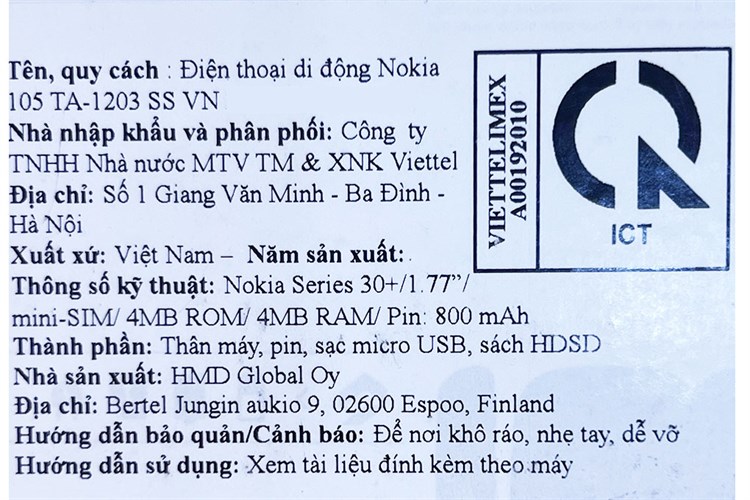 Tên, quy cách : Điện thoại di động Nokia
105 TA-1203 SS VN
Nhà nhập khẩu và phân phối: Công ty
TNHH Nhà nước MTV TM & XNK Viettel
Địa chỉ: Số 1 Giang Văn Minh - Ba Đình -
Hà Nội
Xuất xứ: Việt Nam – Năm sản xuất:
Thông số kỹ thuật: Nokia Series 30+/1.77”/
mini-SIM/ 4MB ROM/ 4MB RAM/ Pin: 800 mAh
Thành phần: Thân máy, pin, sạc micro USB, sách HDSD
Nhà sản xuất: HMD Global Oy
Địa chỉ: Bertel Jungin aukio 9, 02600 Espoo, Finland
Hướng dẫn bảo quản/Cảnh báo: Để nơi khô ráo, nhẹ tay, dễ vỡ
Hướng dẫn sử dụng: Xem tài liệu đính kèm theo máy
VIETTELIMEX
A00192010
ICT